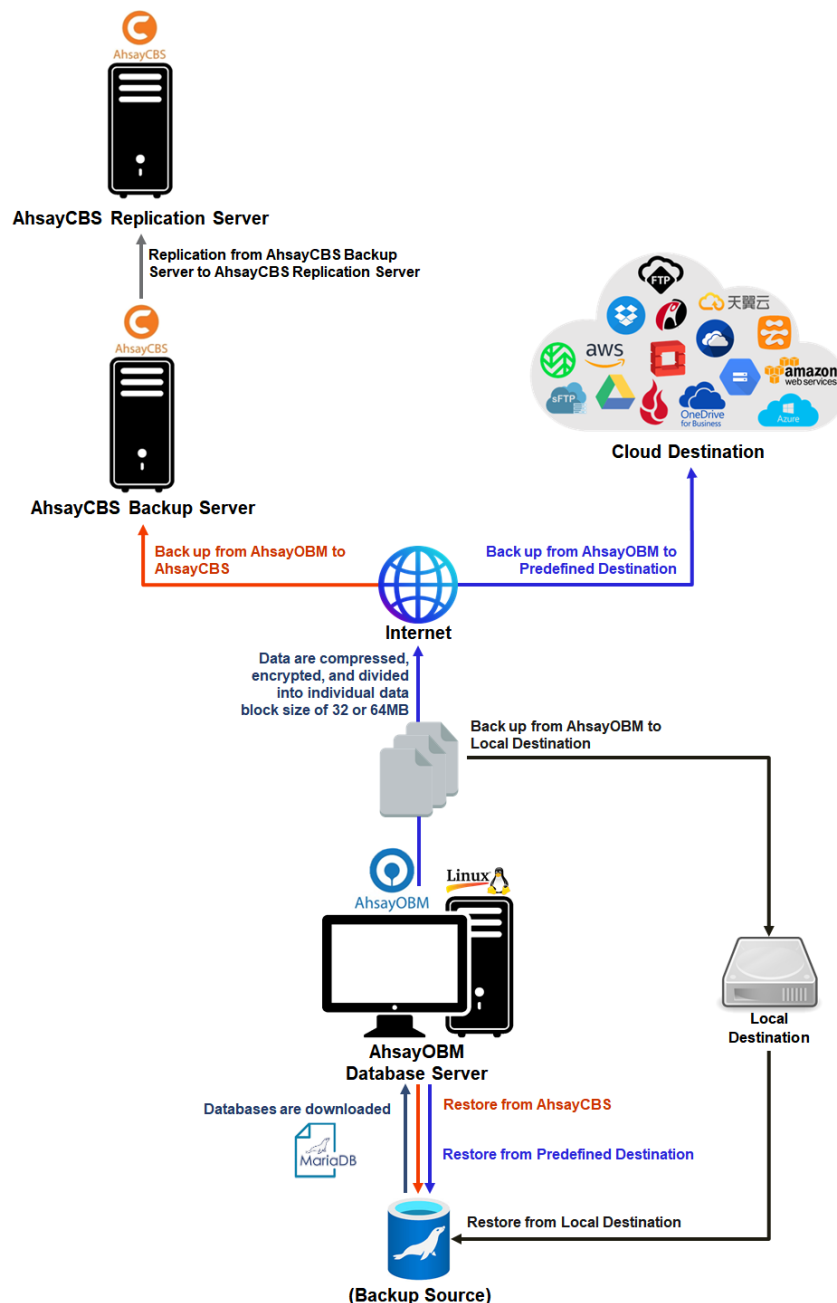 AhsayCBS
AhsayCBS Replication Server
Replication from AhsayCBS Backup
Server to AhsayCBS Replication Server
AhsayCBS
AhsayCBS Backup Server
FTP
天翼云
aws
amazon
web services
sFTP
OneDrive
for Business
Azure
Cloud Destination
Back up from AhsayOBM to
AhsayCBS
Back up from AhsayOBM to
Predefined Destination
Internet
Data are compressed,
encrypted, and divided
into individual data
block size of 32 or 64MB
Back up from AhsayOBM to
Local Destination
AhsayOBM
Linux
AhsayOBM
Database Server
Local
Destination
Databases are downloaded
MariaDB
Restore from AhsayCBS
Restore from Predefined Destination
Restore from Local Destination
(Backup Source)